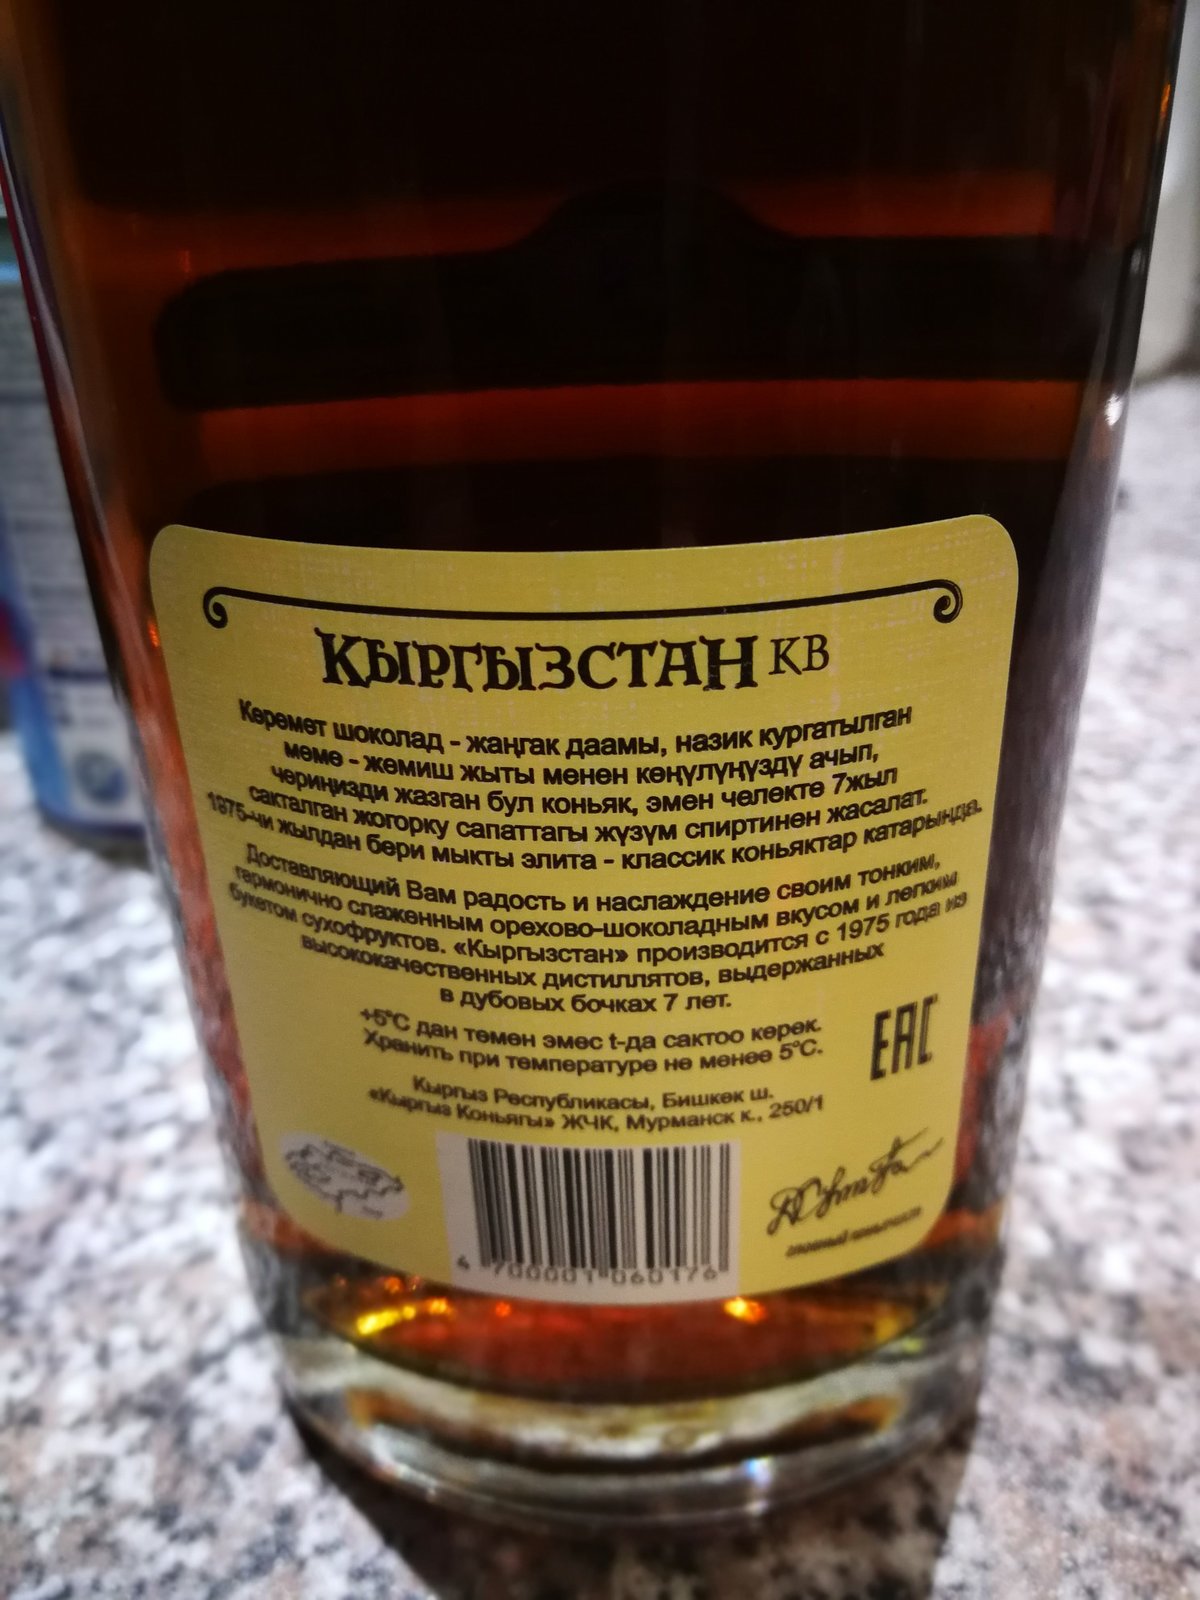 КЫРГЫЗСТАН КВ
Керемет шоколад - жаңгак даамы, назик кургатылган
мөмө - жемиш жыты менен көңүлүңүздү ачып,
чериңизди жазган бул коньяк, эмен челекте 7жыл
сакталган жогорку сапаттагы жүзүм спиртинен жасалат.
1975-чи жылдан бери мыкты элита - классик коньяктар катарында.
Доставляющий Вам радость и наслаждение своим тонким,
гармонично слаженным орехово-шоколадным вкусом и легким
букетом сухофруктов. «Кыргызстан» производится с 1975 года из
высококачественных дистиллятов, выдержанных
в дубовых бочках 7 лет.
+5°C дан төмөн эмес t-да сактоо керек.
Хранить при температуре не менее 5°C.
ЕАС
Кыргыз Республикасы, Бишкек ш.
«Кыргыз Коньягы» ЖЧК, Мурманск к., 250/1
4 700001 060176